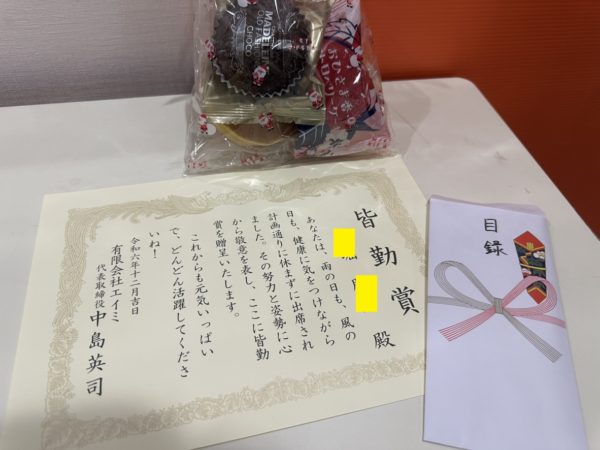 MADELEINE
CHOCO
おひさま香
皆勤賞
殿
あなたは、雨の日も、風の
日も、健康に気をつけながら
計画通りに休まずに出席され
ました。その努力と姿勢に心
から敬意を表し、ここに皆勤
賞を贈呈いたします。
これからも元気いっぱい
で、どんどん活躍してくださ
いね！
令和六年十二月吉日
有限会社エイミ
代表取締役 中島英司
目録